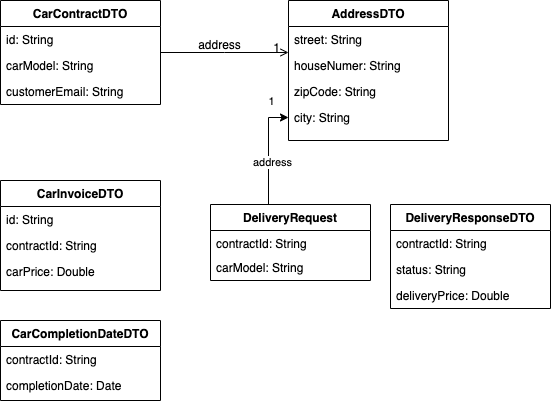 CarContractDTO
id: String
carModel: String
customerEmail: String
address
1
AddressDTO
street: String
houseNumer: String
zipCode: String
city: String
1
address
CarInvoiceDTO
id: String
contractId: String
carPrice: Double
DeliveryRequest
contractId: String
carModel: String
DeliveryResponseDTO
contractId: String
status: String
deliveryPrice: Double
CarCompletionDateDTO
contractId: String
completionDate: Date